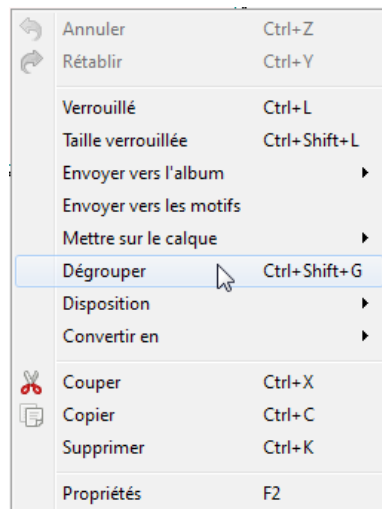 Annuler Ctrl+Z
Rétablir Ctrl+Y
Verrouillé Ctrl+L
Taille verrouillée Ctrl+Shift+L
Envoyer vers l'album
Envoyer vers les motifs
Mettre sur le calque
Dégrouper Ctrl+Shift+G
Disposition
Convertir en
Couper Ctrl+X
Copier Ctrl+C
Supprimer Ctrl+K
Propriétés F2